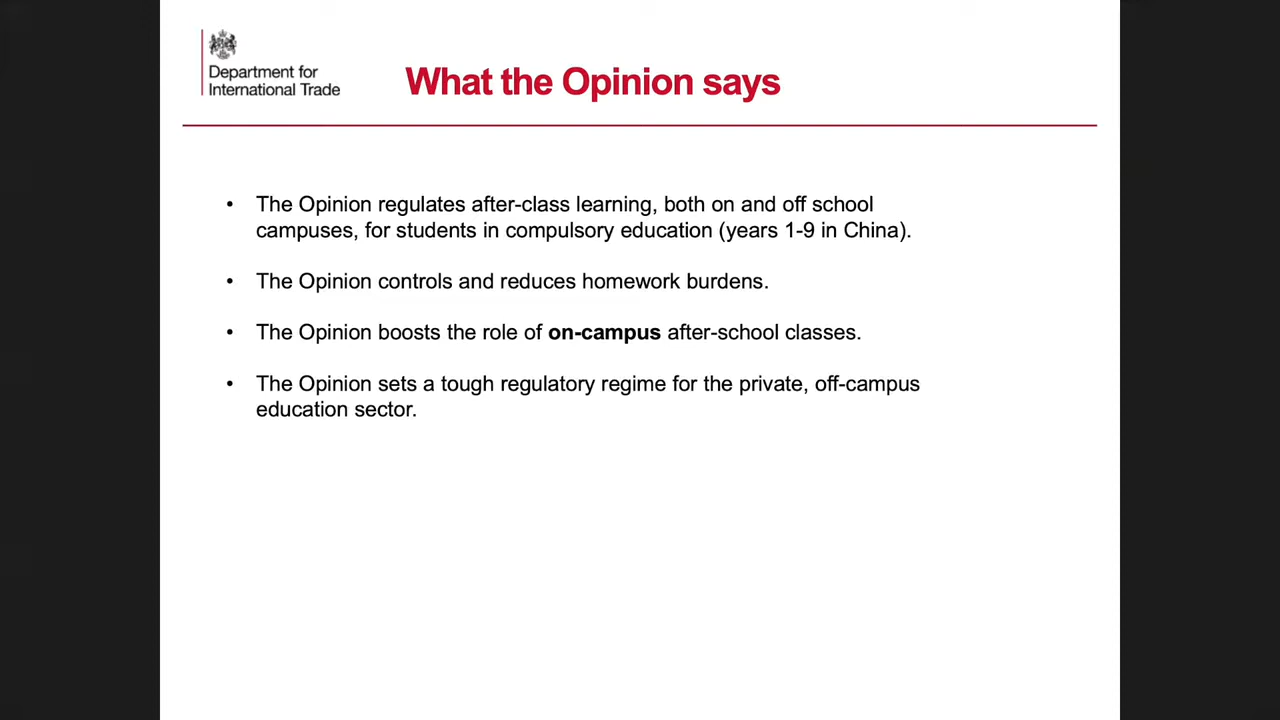 Department for
International Trade
What the Opinion says
• The Opinion regulates after-class learning, both on and off school
campuses, for students in compulsory education (years 1-9 in China).
• The Opinion controls and reduces homework burdens.
• The Opinion boosts the role of on-campus after-school classes.
• The Opinion sets a tough regulatory regime for the private, off-campus
education sector.